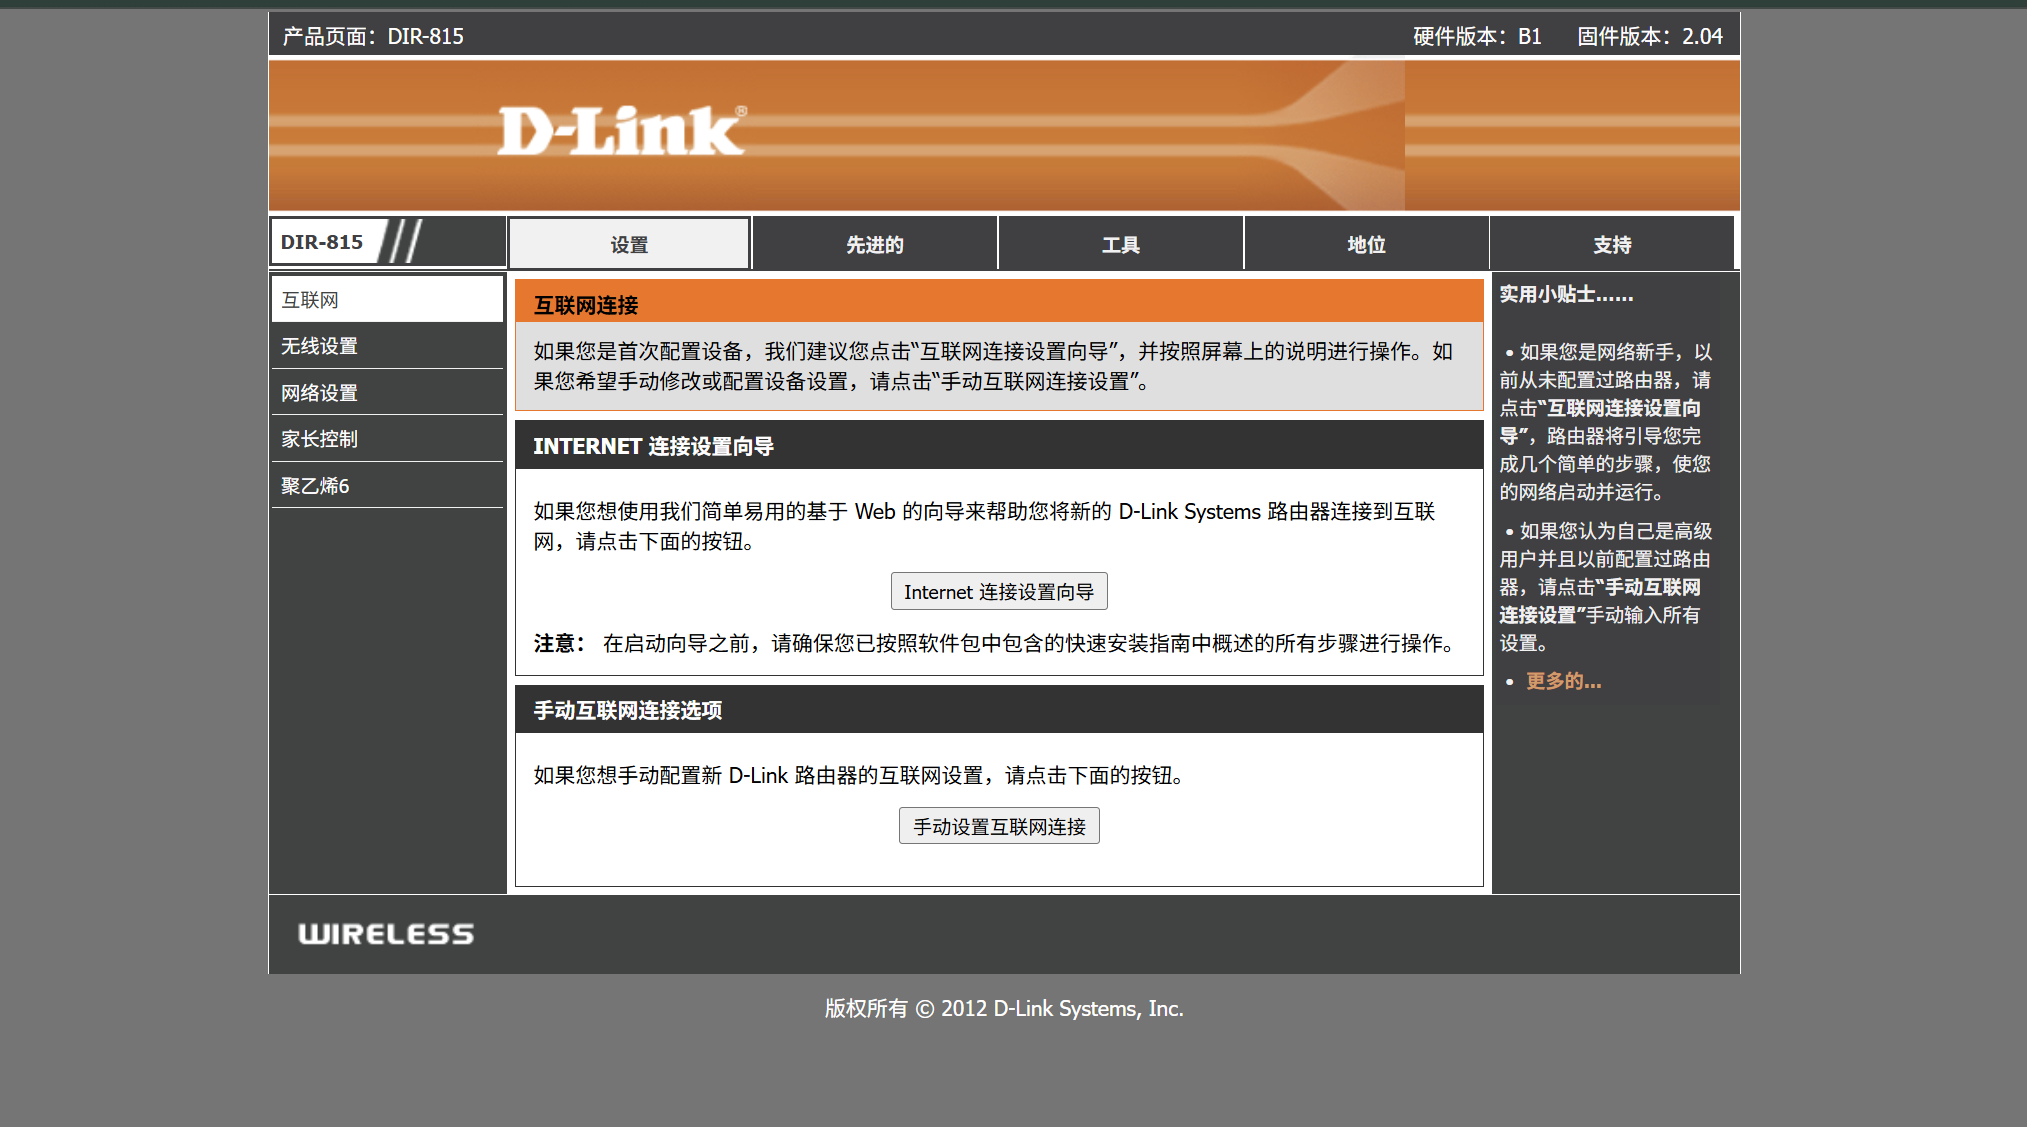 产品页面：DIR-815
硬件版本：B1 固件版本：2.04
D-Link®
DIR-815
设置
先进的
工具
地位
支持
互联网
无线设置
网络设置
家长控制
聚乙烯6
互联网连接
如果您是首次配置设备，我们建议您点击“互联网连接设置向导”，并按照屏幕上的说明进行操作。如
果您希望手动修改或配置设备设置，请点击“手动互联网连接设置”。
INTERNET 连接设置向导
如果您想使用我们简单易用的基于 Web 的向导来帮助您将新的 D-Link Systems 路由器连接到互联
网，请点击下面的按钮。
Internet 连接设置向导
注意： 在启动向导之前，请确保您已按照软件包中包含的快速安装指南中概述的所有步骤进行操作。
手动互联网连接选项
如果您想手动配置新 D-Link 路由器的互联网设置，请点击下面的按钮。
手动设置互联网连接
实用小贴士……
• 如果您是网络新手，以
前从未配置过路由器，请
点击“互联网连接设置向
导”，路由器将引导您完
成几个简单的步骤，使您
的网络启动并运行。
• 如果您认为自己是高级
用户并且以前配置过路由
器，请点击“手动互联网
连接设置”手动输入所有
设置。
• 更多的...
WIRELESS
版权所有 © 2012 D-Link Systems, Inc.